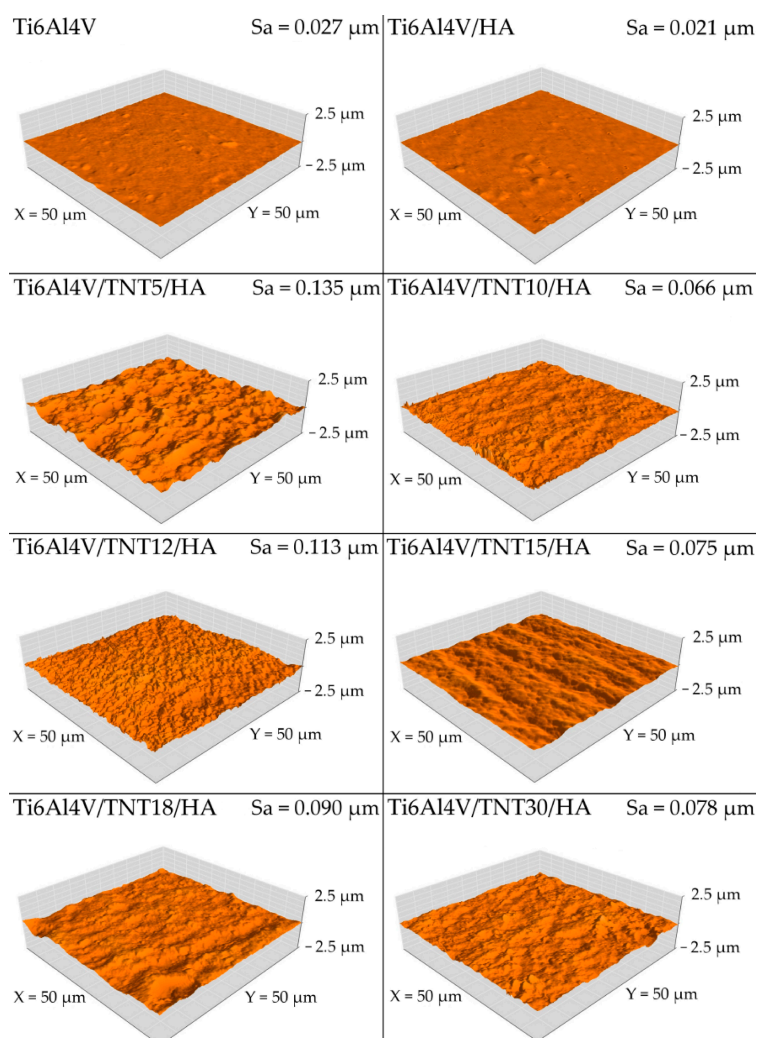 Ti6Al4V Sa = 0.027 µm
2.5 µm
– 2.5 µm
X = 50 µm
Y = 50 µm
Ti6Al4V/HA Sa = 0.021 µm
2.5 µm
– 2.5 µm
X = 50 µm
Y = 50 µm
Ti6Al4V/TNT5/HA Sa = 0.135 µm
2.5 µm
– 2.5 µm
X = 50 µm
Y = 50 µm
Ti6Al4V/TNT10/HA Sa = 0.066 µm
2.5 µm
– 2.5 µm
X = 50 µm
Y = 50 µm
Ti6Al4V/TNT12/HA Sa = 0.113 µm
2.5 µm
– 2.5 µm
X = 50 µm
Y = 50 µm
Ti6Al4V/TNT15/HA Sa = 0.075 µm
2.5 µm
– 2.5 µm
X = 50 µm
Y = 50 µm
Ti6Al4V/TNT18/HA Sa = 0.090 µm
2.5 µm
– 2.5 µm
X = 50 µm
Y = 50 µm
Ti6Al4V/TNT30/HA Sa = 0.078 µm
2.5 µm
– 2.5 µm
X = 50 µm
Y = 50 µm